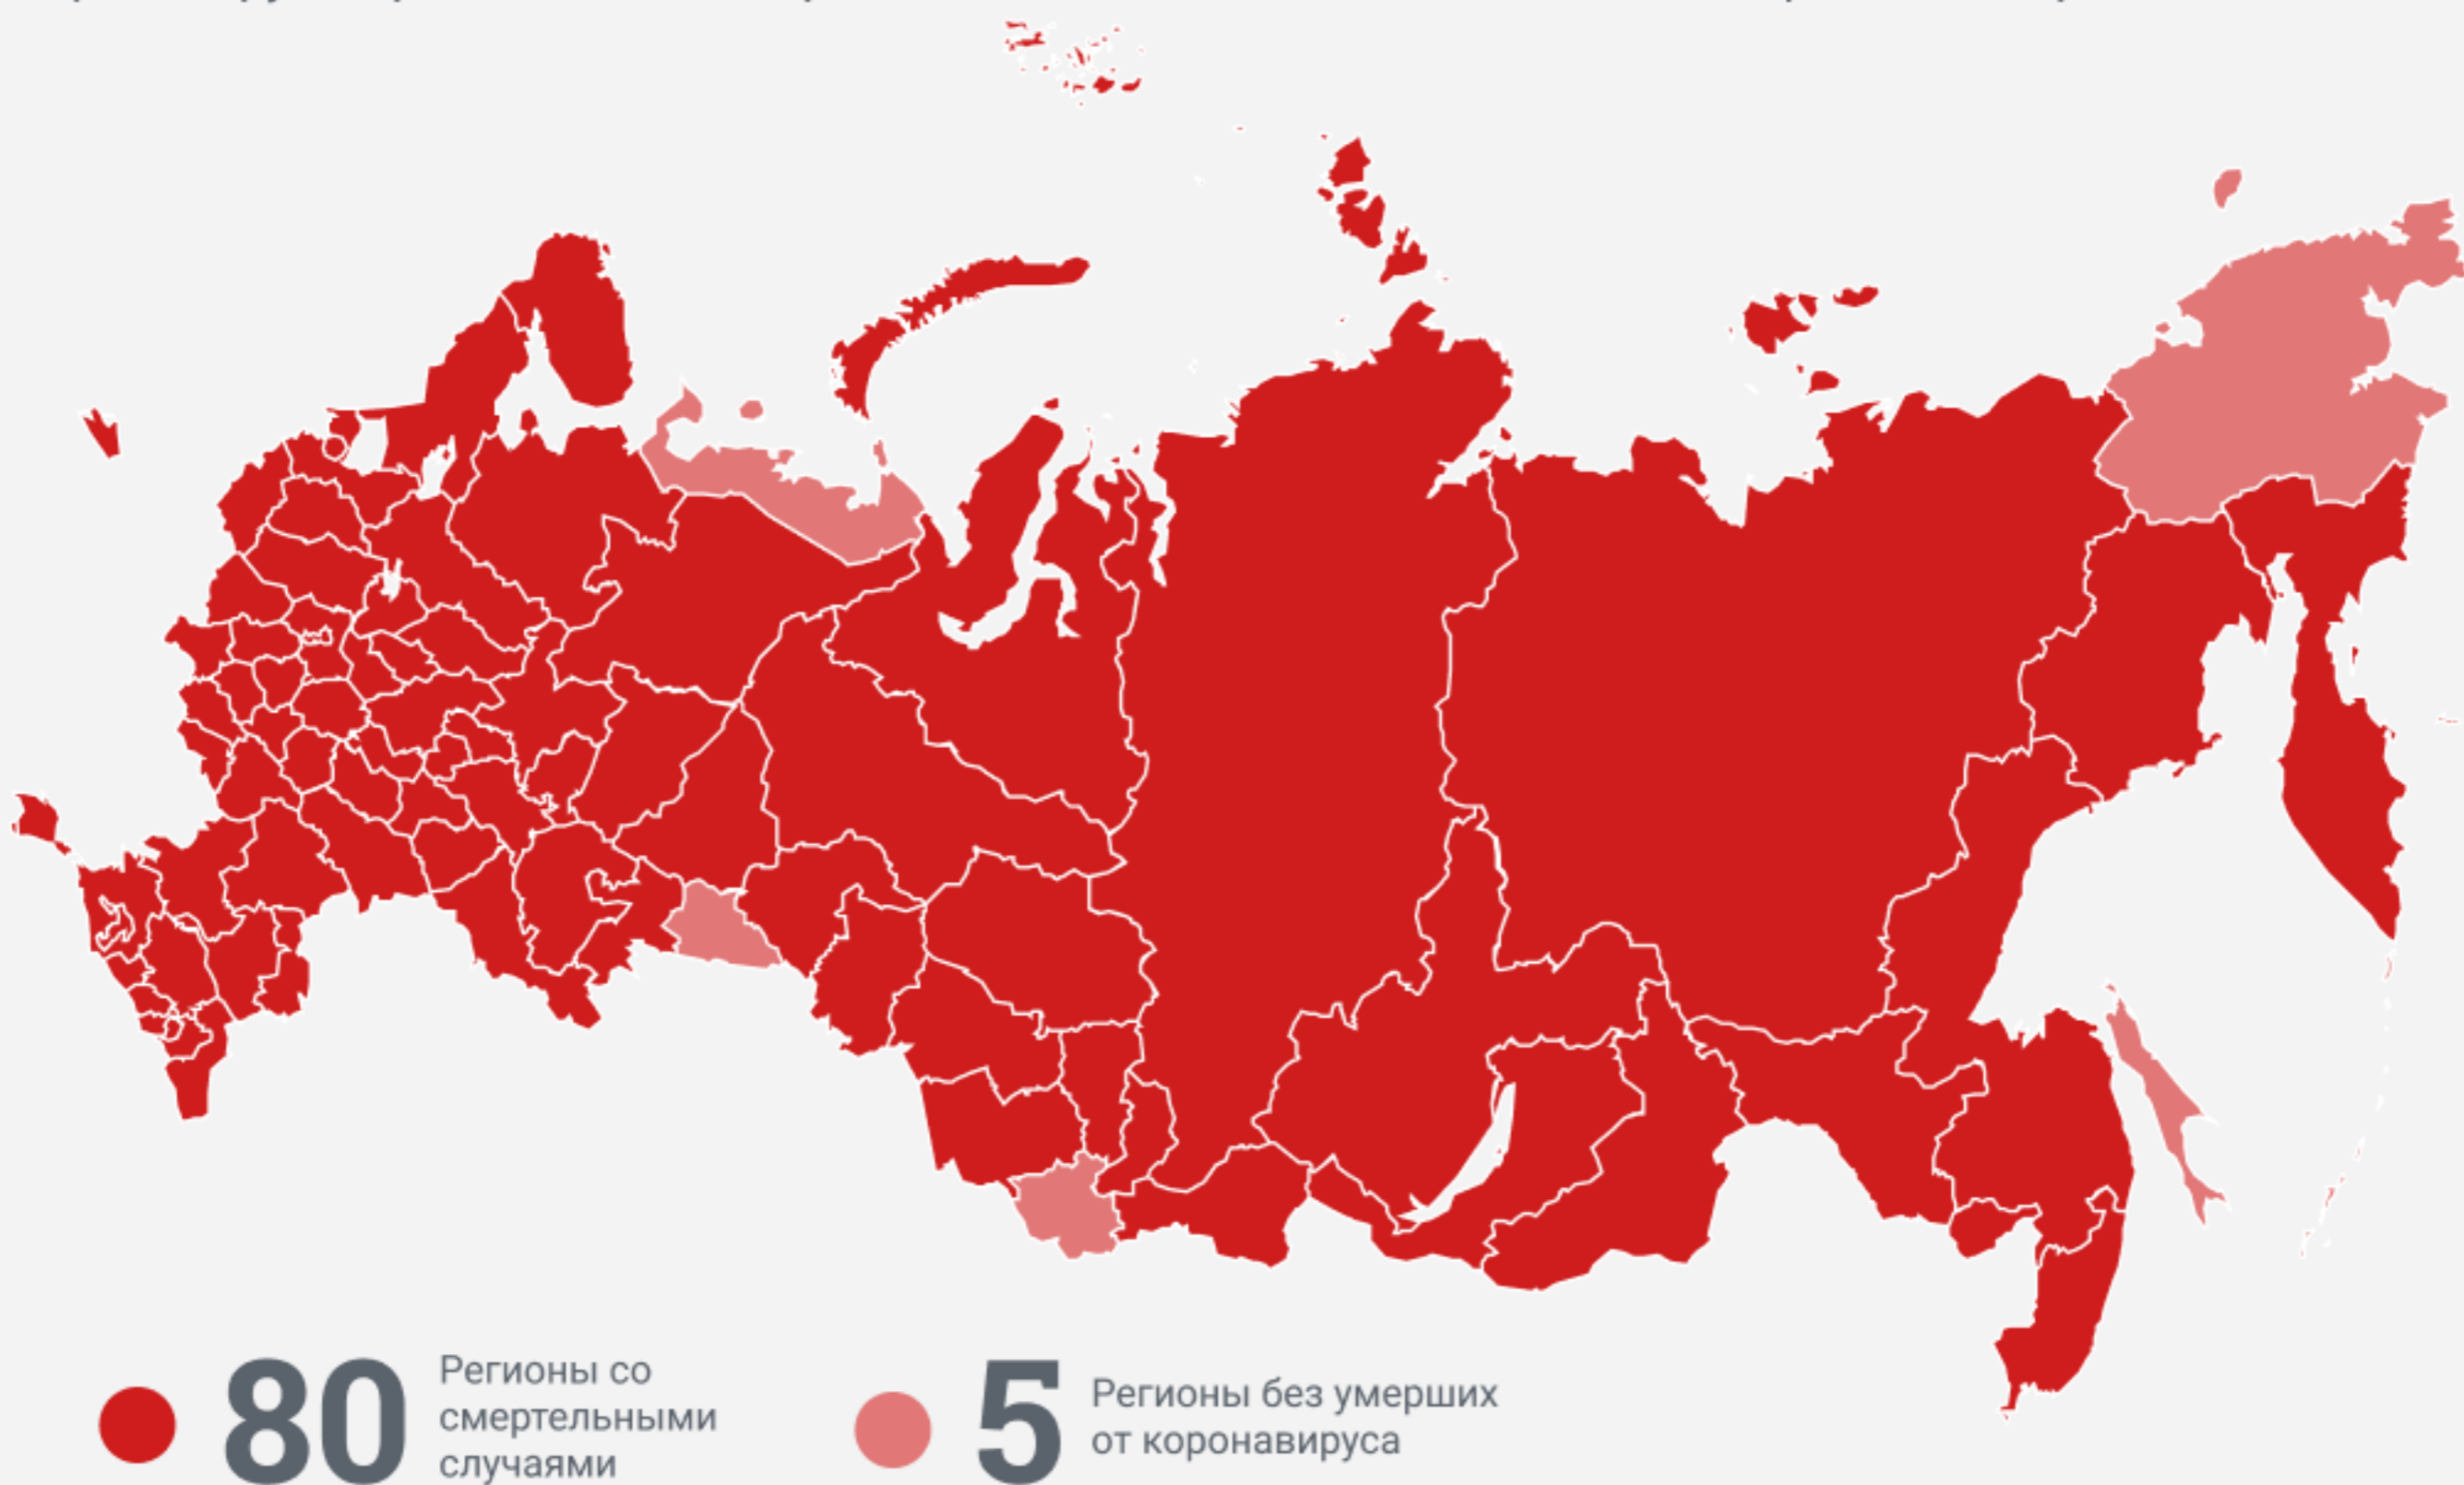 80
Регионы со
смертельными
случаями
5
Регионы без умерших
от коронавируса